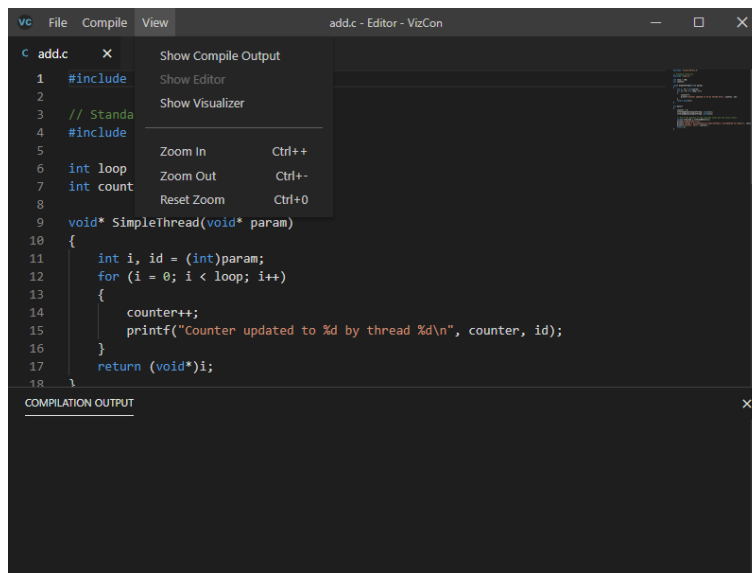 VC File Compile View add.c - Editor - VizCon
C add.c
Show Compile Output
Show Editor
Show Visualizer
Zoom In Ctrl++
Zoom Out Ctrl+-
Reset Zoom Ctrl+0
1 #include
2
3 // Standa
4 #include
5
6 int loop
7 int count
8
9 void* SimpleThread(void* param)
10 {
11 int i, id = (int)param;
12 for (i = 0; i < loop; i++)
13 {
14 counter++;
15 printf("Counter updated to %d by thread %d\n", counter, id);
16 }
17 return (void*)i;
18 }
COMPILATION OUTPUT